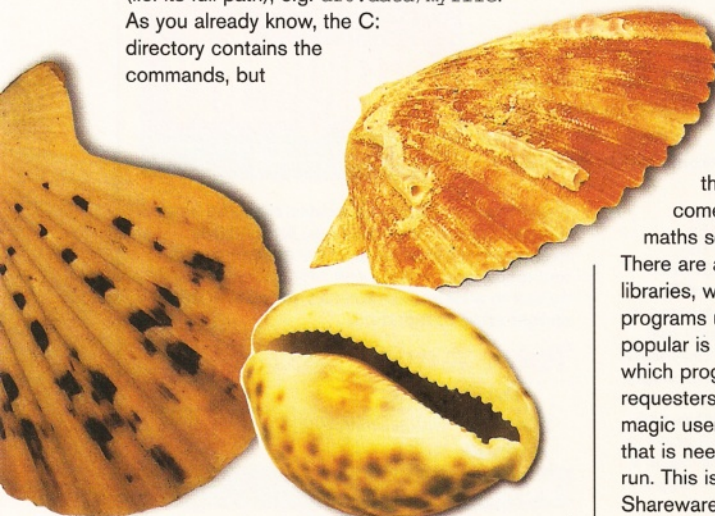 As you already know, the C:
directory contains the
commands, but
come
maths s
There are a
libraries, w
programs
popular is
which prog
requesters
magic use
that is nee
run. This is
Shareware